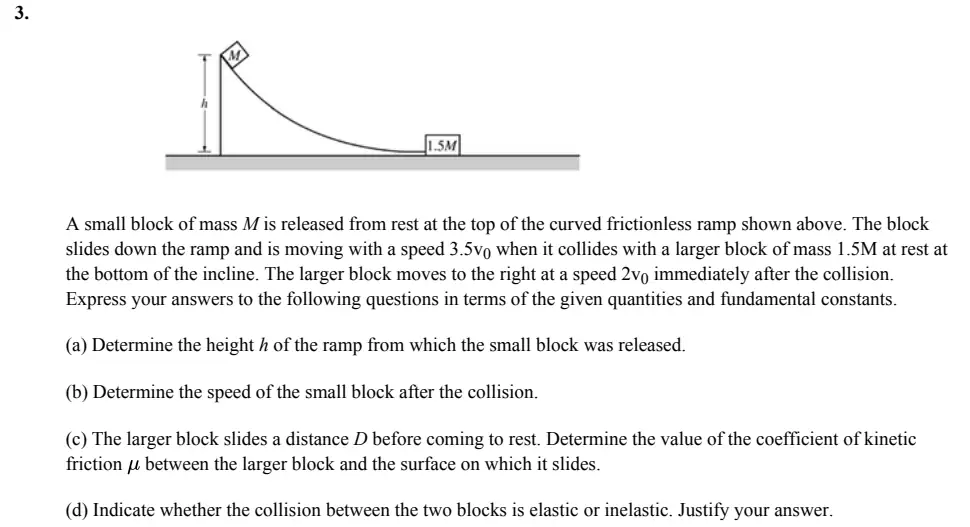 3.
M
h
1.5M
A small block of mass M is released from rest at the top of the curved frictionless ramp shown above. The block
slides down the ramp and is moving with a speed 3.5v₀ when it collides with a larger block of mass 1.5M at rest at
the bottom of the incline. The larger block moves to the right at a speed 2v₀ immediately after the collision.
Express your answers to the following questions in terms of the given quantities and fundamental constants.
(a) Determine the height h of the ramp from which the small block was released.
(b) Determine the speed of the small block after the collision.
(c) The larger block slides a distance D before coming to rest. Determine the value of the coefficient of kinetic
friction μ between the larger block and the surface on which it slides.
(d) Indicate whether the collision between the two blocks is elastic or inelastic. Justify your answer.